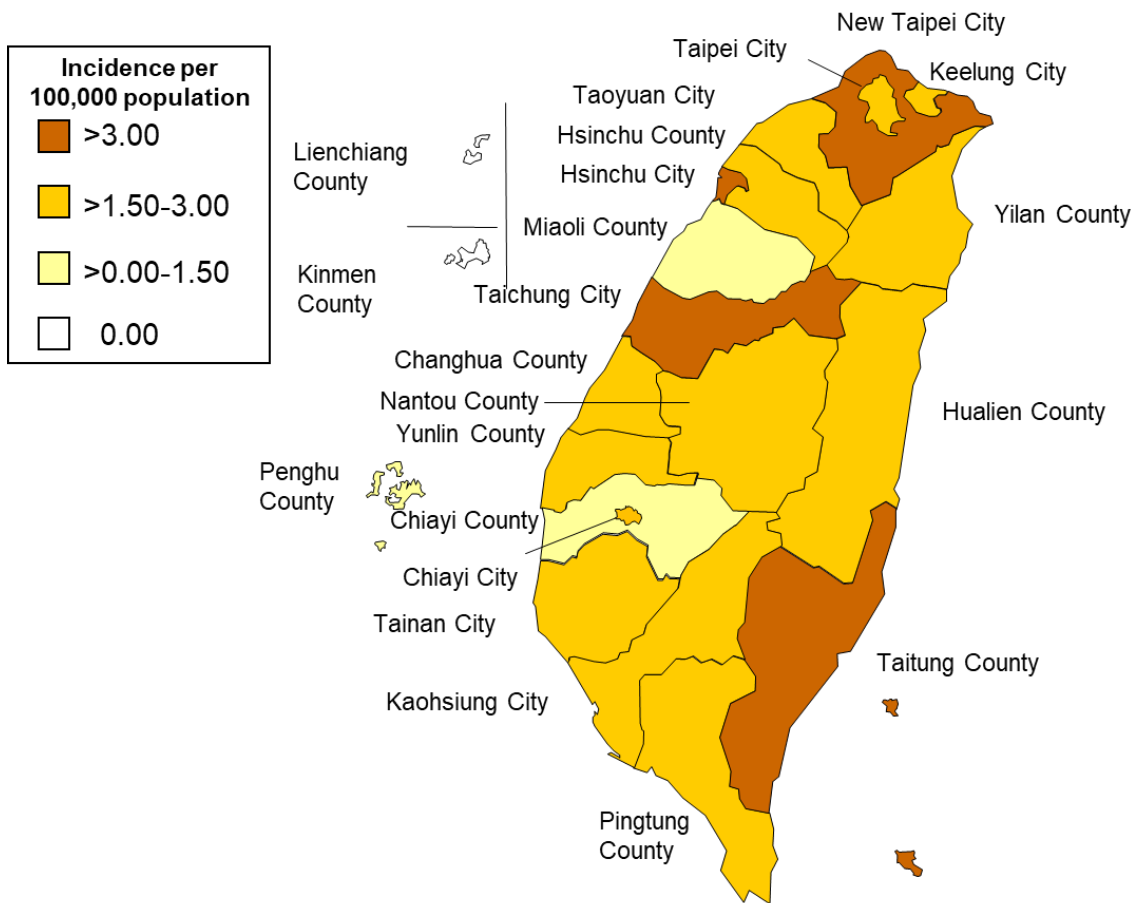 New Taipei City
Taipei City
Keelung City
Incidence per
100,000 population
>3.00
>1.50-3.00
>0.00-1.50
0.00
Taoyuan City
Hsinchu County
Lienchiang
County
Hsinchu City
Yilan County
Miaoli County
Kinmen
County
Taichung City
Changhua County
Nantou County
Hualien County
Yunlin County
Penghu
County
Chiayi County
Chiayi City
Tainan City
Taitung County
Kaohsiung City
Pingtung
County